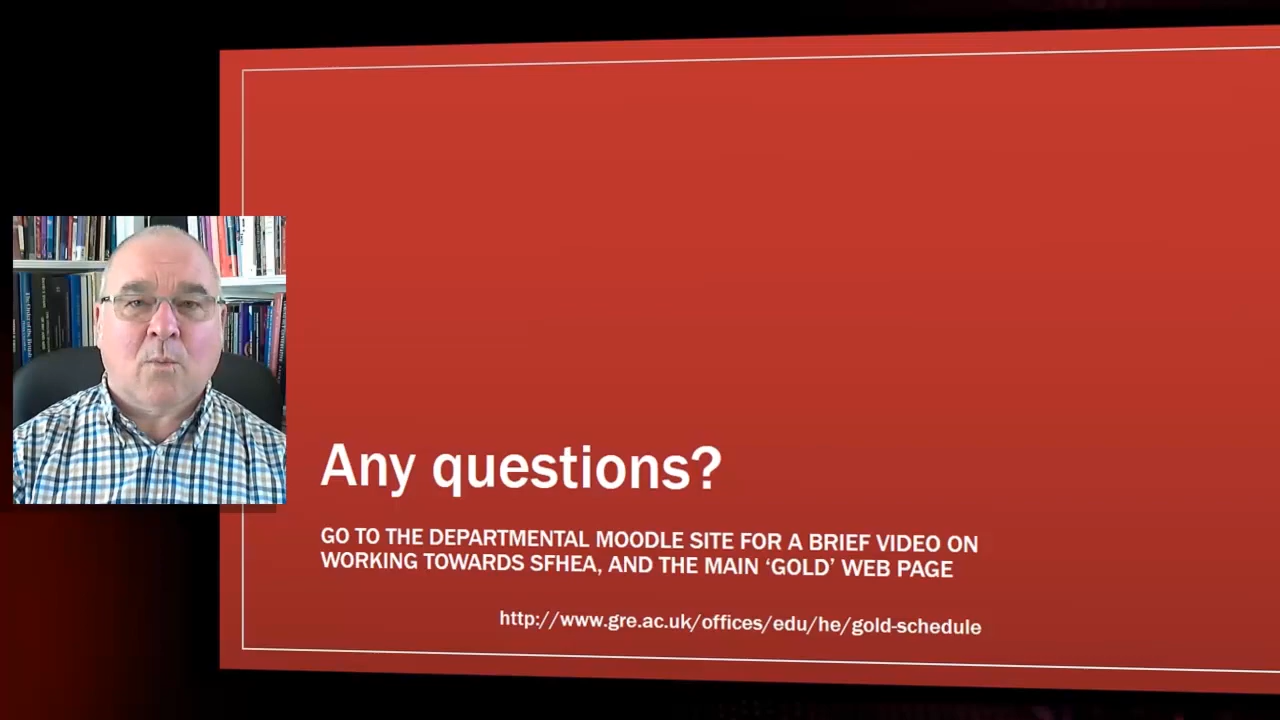 Any questions?
GO TO THE DEPARTMENTAL MOODLE SITE FOR A BRIEF VIDEO ON
WORKING TOWARDS SFHEA, AND THE MAIN ‘GOLD’ WEB PAGE
http://www.gre.ac.uk/offices/edu/he/gold-schedule